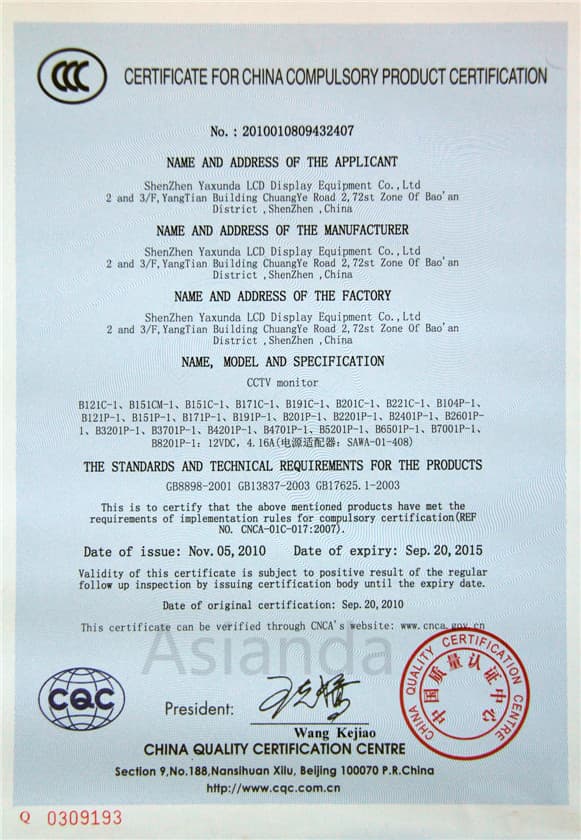 CCC
CERTIFICATE FOR CHINA COMPULSORY PRODUCT CERTIFICATION
No. : 2010010809432407
NAME AND ADDRESS OF THE APPLICANT
ShenZhen Yaxunda LCD Display Equipment Co.,Ltd
2 and 3/F,YangTian Building ChuangYe Road 2,72st Zone Of Bao'an
District ,ShenZhen ,China
NAME AND ADDRESS OF THE MANUFACTURER
ShenZhen Yaxunda LCD Display Equipment Co.,Ltd
2 and 3/F,YangTian Building ChuangYe Road 2,72st Zone Of Bao'an
District ,ShenZhen ,China
NAME AND ADDRESS OF THE FACTORY
ShenZhen Yaxunda LCD Display Equipment Co.,Ltd
2 and 3/F,YangTian Building ChuangYe Road 2,72st Zone Of Bao'an
District ,ShenZhen ,China
NAME, MODEL AND SPECIFICATION
CCTV monitor
B121C-1、B151CM-1、B151C-1、B171C-1、B191C-1、B201C-1、B221C-1、B104P-1、
B121P-1、B151P-1、B171P-1、B191P-1、B201P-1、B2201P-1、B2401P-1、B2601P-
1、B3201P-1、B3701P-1、B4201P-1、B4701P-1、B5201P-1、B6501P-1、B7001P-1、
B8201P-1: 12VDC, 4.16A(电源适配器: SAWA-01-408)
THE STANDARDS AND TECHNICAL REQUIREMENTS FOR THE PRODUCTS
GB8898-2001 GB13837-2003 GB17625.1-2003
This is to certify that the above mentioned products have met the
requirements of implementation rules for compulsory certification(REF
NO. CNCA-01C-017:2007).
Date of issue: Nov.05,2010 Date of expiry: Sep.20,2015
Validity of this certificate is subject to positive result of the regular
follow up inspection by issuing certification body until the expiry date.
Date of original certification: Sep.20,2010
This certificate can be verified through CNCA's website: www.cnca.gov.cn
Asianda
CQC
President:
Wang Kejiao
CHINA QUALITY CERTIFICATION CENTRE
中国质量认证中心
CHINA QUALITY CERTIFICATION CENTRE
Section 9,No.188,Nansihuan Xilu, Beijing 100070 P.R.China
http://www.cqc.com.cn
Q 0309193